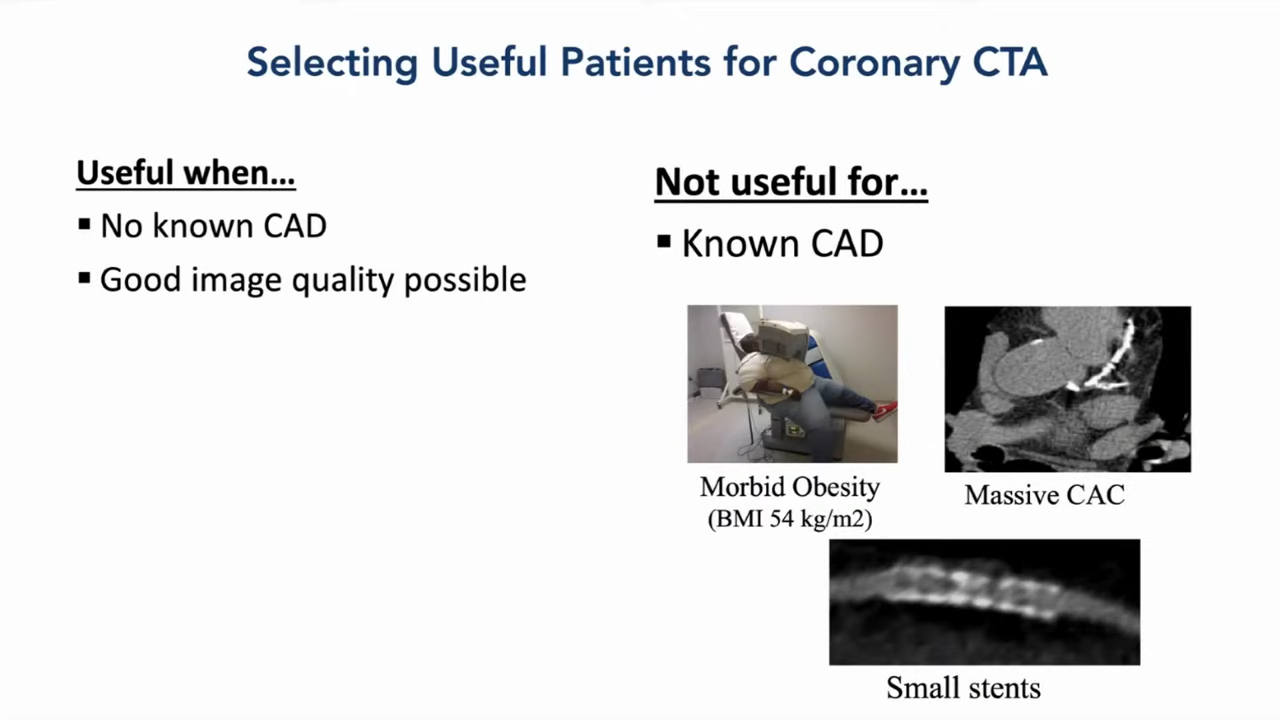 Selecting Useful Patients for Coronary CTA
Useful when…
▪ No known CAD
▪ Good image quality possible
Not useful for…
▪ Known CAD
Morbid Obesity
(BMI 54 kg/m2)
Massive CAC
Small stents